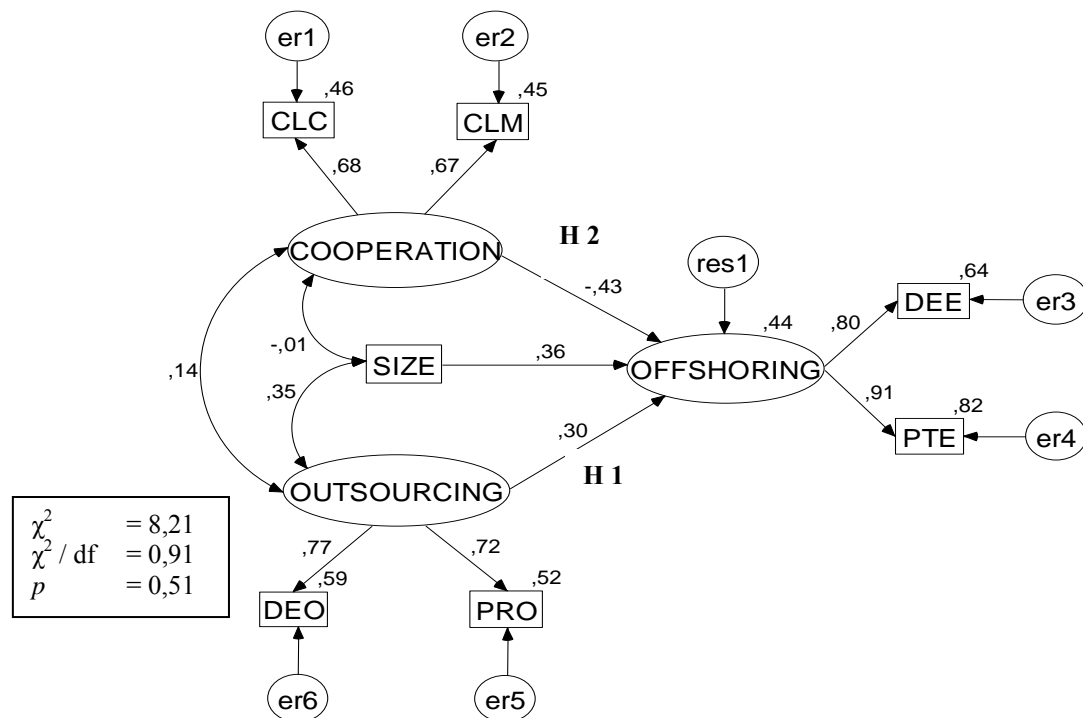 er1
er2
,46
,45
CLC
CLM
,68
,67
COOPERATION
H 2
res1
-,43
,44
,64
DEE
er3
,80
-,01
SIZE
,36
OFFSHORING
,14
,35
,91
,82
PTE
er4
,30
H 1
OUTSOURCING
χ² = 8,21
χ² / df = 0,91
p = 0,51
,77
,72
,59
,52
DEO
PRO
er6
er5